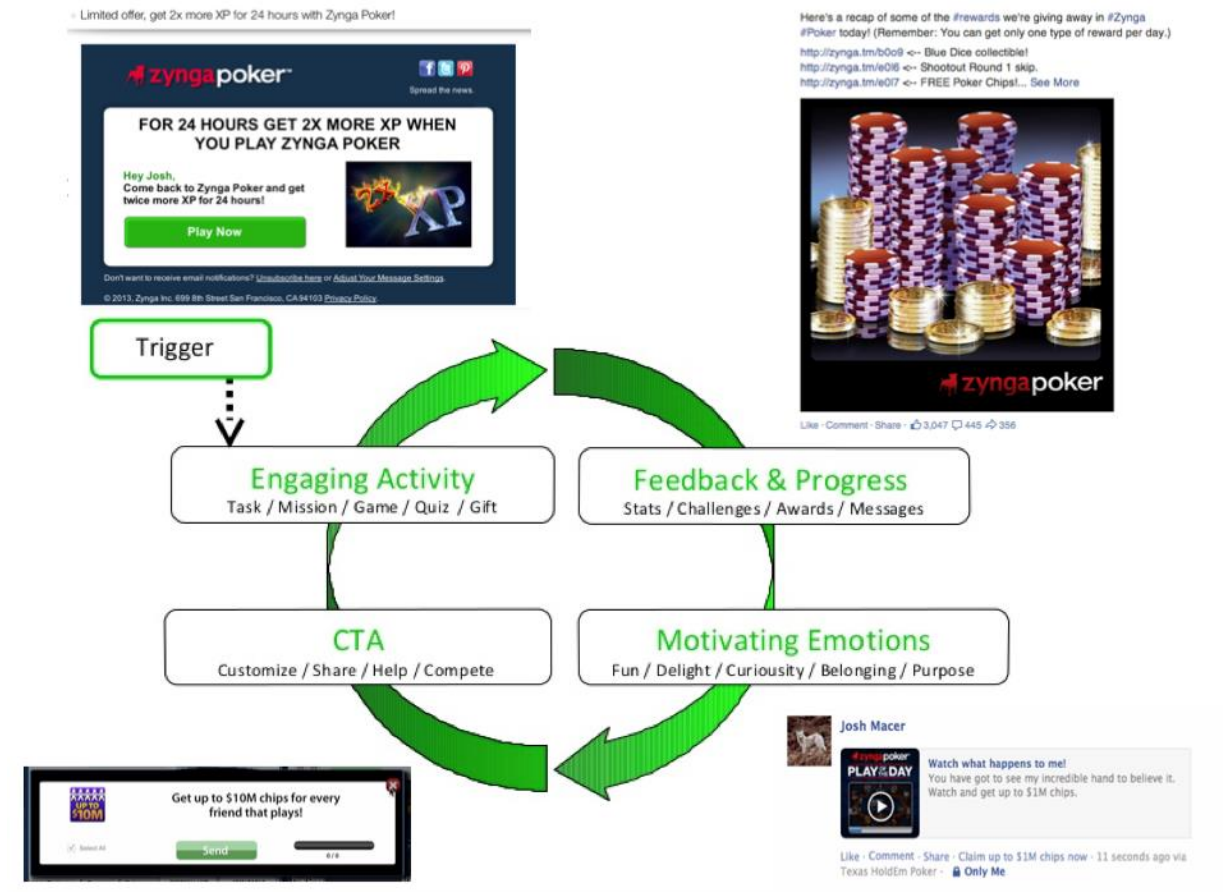 Limited offer, get 2x more XP for 24 hours with Zynga Poker!
zyngapoker
Spread the news.
FOR 24 HOURS GET 2X MORE XP WHEN
YOU PLAY ZYNGA POKER
Hey Josh,
Come back to Zynga Poker and get
twice more XP for 24 hours!
2X XP
Play Now
Don't want to receive email notifications? Unsubscribe here or Adjust Your Message Settings.
© 2013, Zynga Inc. 699 8th Street San Francisco, CA 94103 Privacy Policy
Here's a recap of some of the #rewards we're giving away in #Zynga
#Poker today! (Remember: You can get only one type of reward per day.)
http://zynga.tm/b0o9 <-- Blue Dice collectible!
http://zynga.tm/e0l6 <-- Shootout Round 1 skip.
http://zynga.tm/e0l7 <-- FREE Poker Chips!... See More
zyngapoker
Like · Comment · Share · 3,047 445 356
Trigger
Engaging Activity
Task / Mission / Game / Quiz / Gift
Feedback & Progress
Stats / Challenges / Awards / Messages
CTA
Customize / Share / Help / Compete
Motivating Emotions
Fun / Delight / Curiousity / Belonging / Purpose
UP TO
$10M
Get up to $10M chips for every
friend that plays!
Select All
Send
0 / 0
Josh Macer
zyngapoker
PLAY OF THE DAY
Watch what happens to me!
You have got to see my incredible hand to believe it.
Watch and get up to $1M chips.
Like · Comment · Share · Claim up to $1M chips now · 11 seconds ago via
Texas HoldEm Poker · Only Me